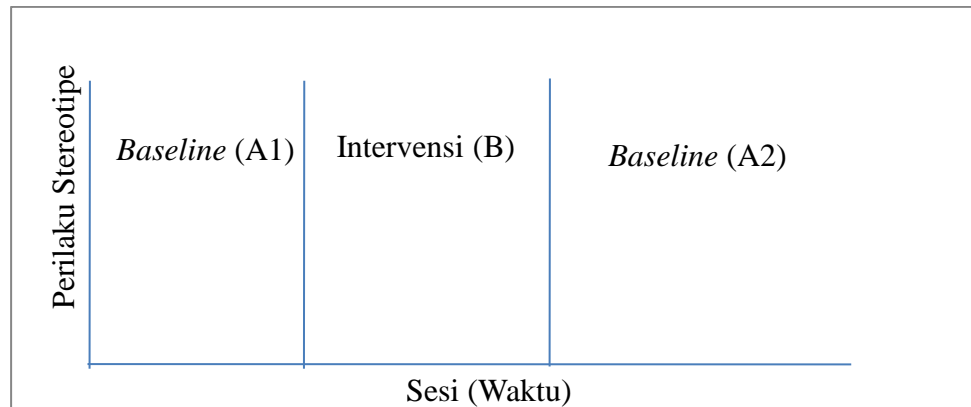 Perilaku Stereotipe
Baseline (A1)
Intervensi (B)
Baseline (A2)
Sesi (Waktu)